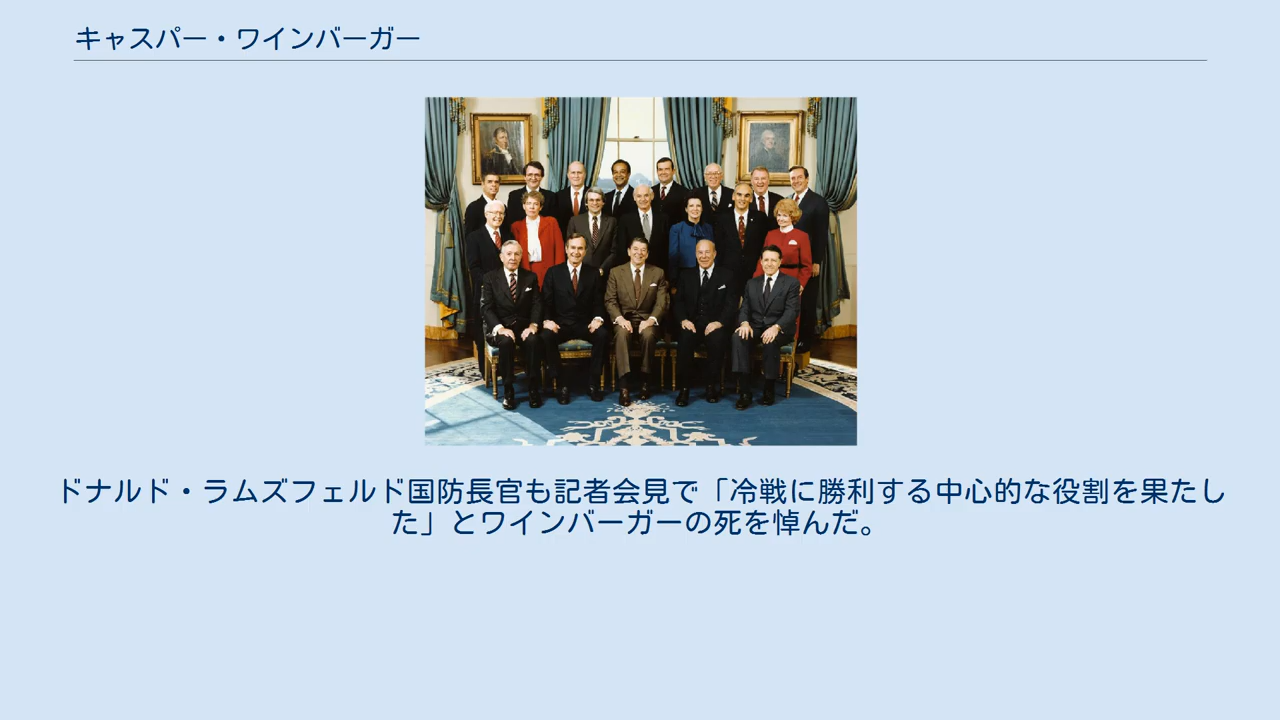 キャスパー・ワインバーガー
ドナルド・ラムズフェルド国防長官も記者会見で「冷戦に勝利する中心的な役割を果たし
た」とワインバーガーの死を悼んだ。